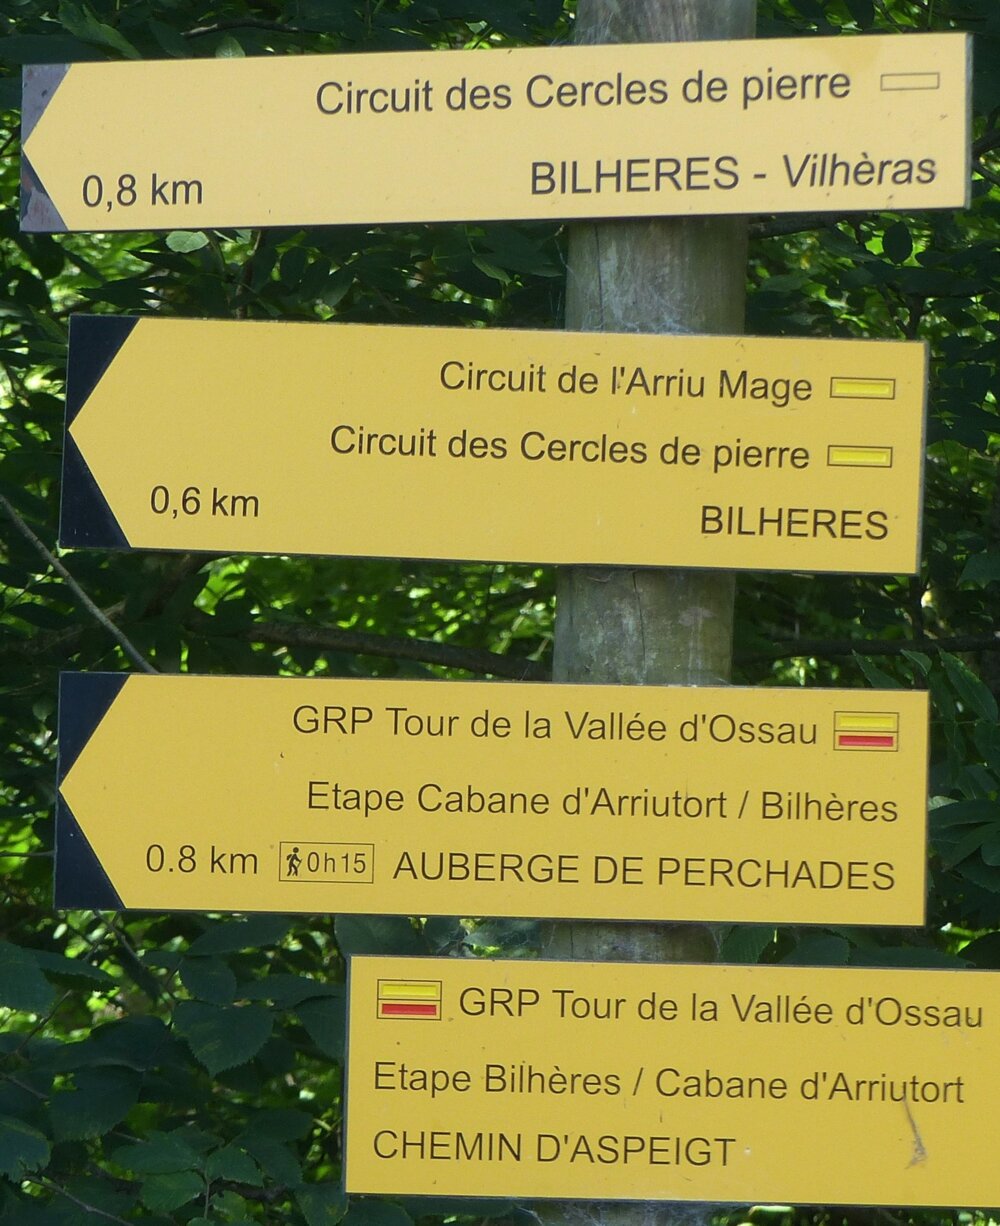 Circuit des Cercles de pierre
BILHERES - Vilhèras
0,8 km
Circuit de l'Arriu Mage
Circuit des Cercles de pierre
0,6 km
BILHERES
GRP Tour de la Vallée d'Ossau
Etape Cabane d'Arriutort / Bilhères
0.8 km 0h15 AUBERGE DE PERCHADES
GRP Tour de la Vallée d'Ossau
Etape Bilhères / Cabane d'Arriutort
CHEMIN D'ASPEIGT